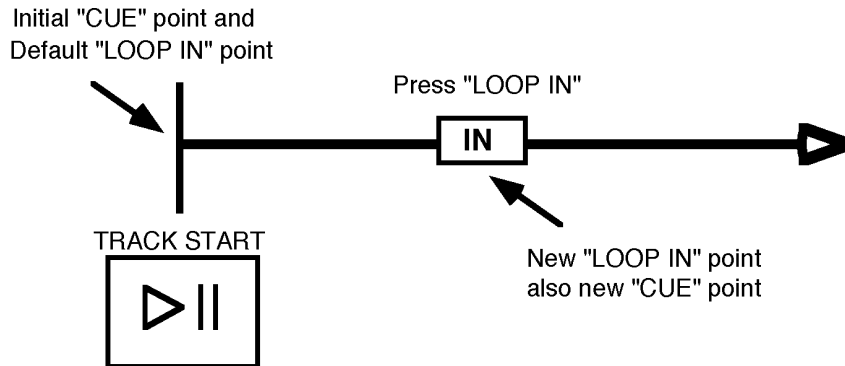 Initial "CUE" point and
Default "LOOP IN" point
Press "LOOP IN"
IN
TRACK START
New "LOOP IN" point
also new "CUE" point